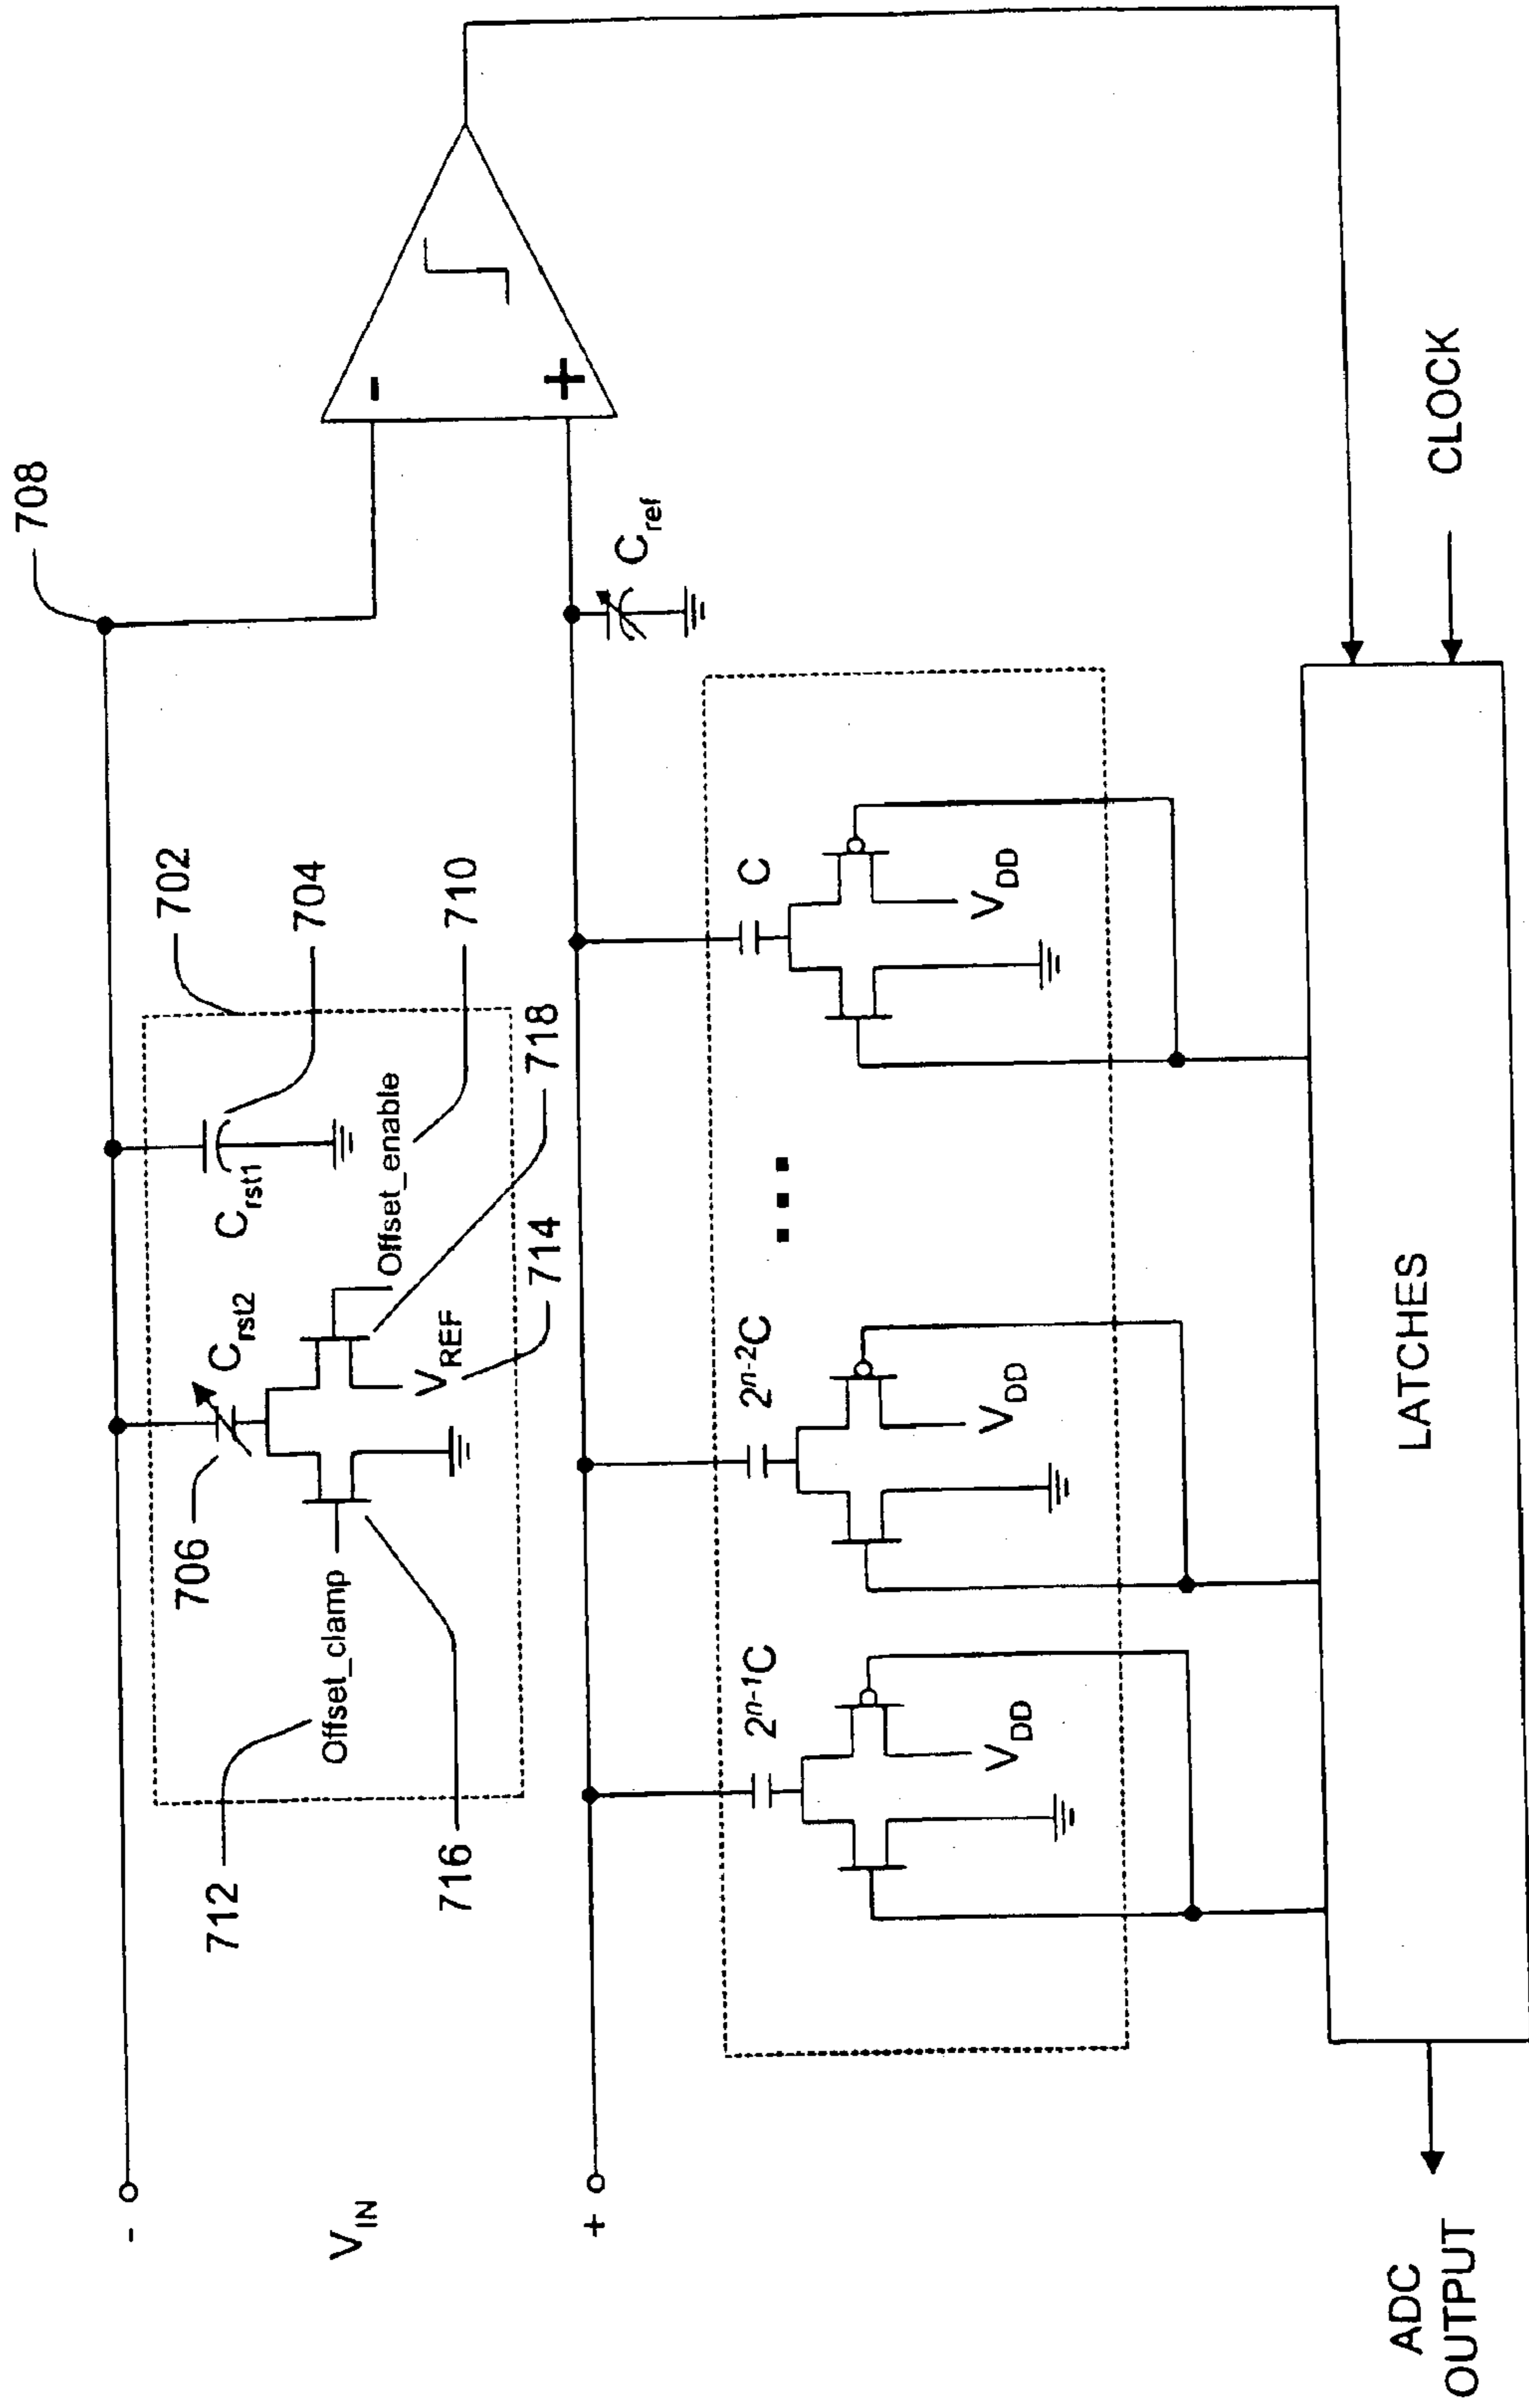 708
702
704
710
718
714
706
712
716
C_rst1
C_rst2
Offset_enable
V_REF
Offset_clamp
-
V_IN
+
-
+
C_ref
2^n-1C
2^n-2C
...
C
V_DD
V_DD
V_DD
LATCHES
CLOCK
ADC
OUTPUT